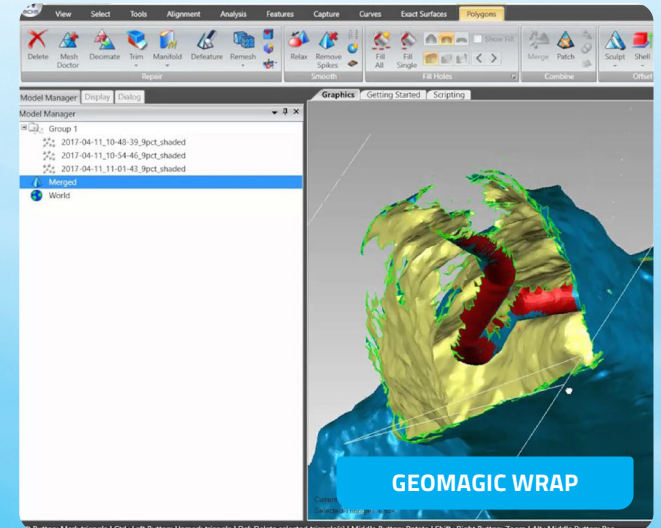 View Select Tools Alignment Analysis Features Capture Curves Exact Surfaces Polygons
Delete Mesh Doctor Decimate Trim Manifold Defeature Remesh Relax Remove Spikes Fill All Fill Single Show Fill Merge Patch Sculpt Shell
Repair Smooth Fill Holes Combine Offset
Model Manager Display Dialog Graphics Getting Started Scripting
Model Manager
Group 1
2017-04-11_10-48-39_9pct_shaded
2017-04-11_10-54-46_9pct_shaded
2017-04-11_11-01-43_9pct_shaded
Merged
World
GEOMAGIC WRAP